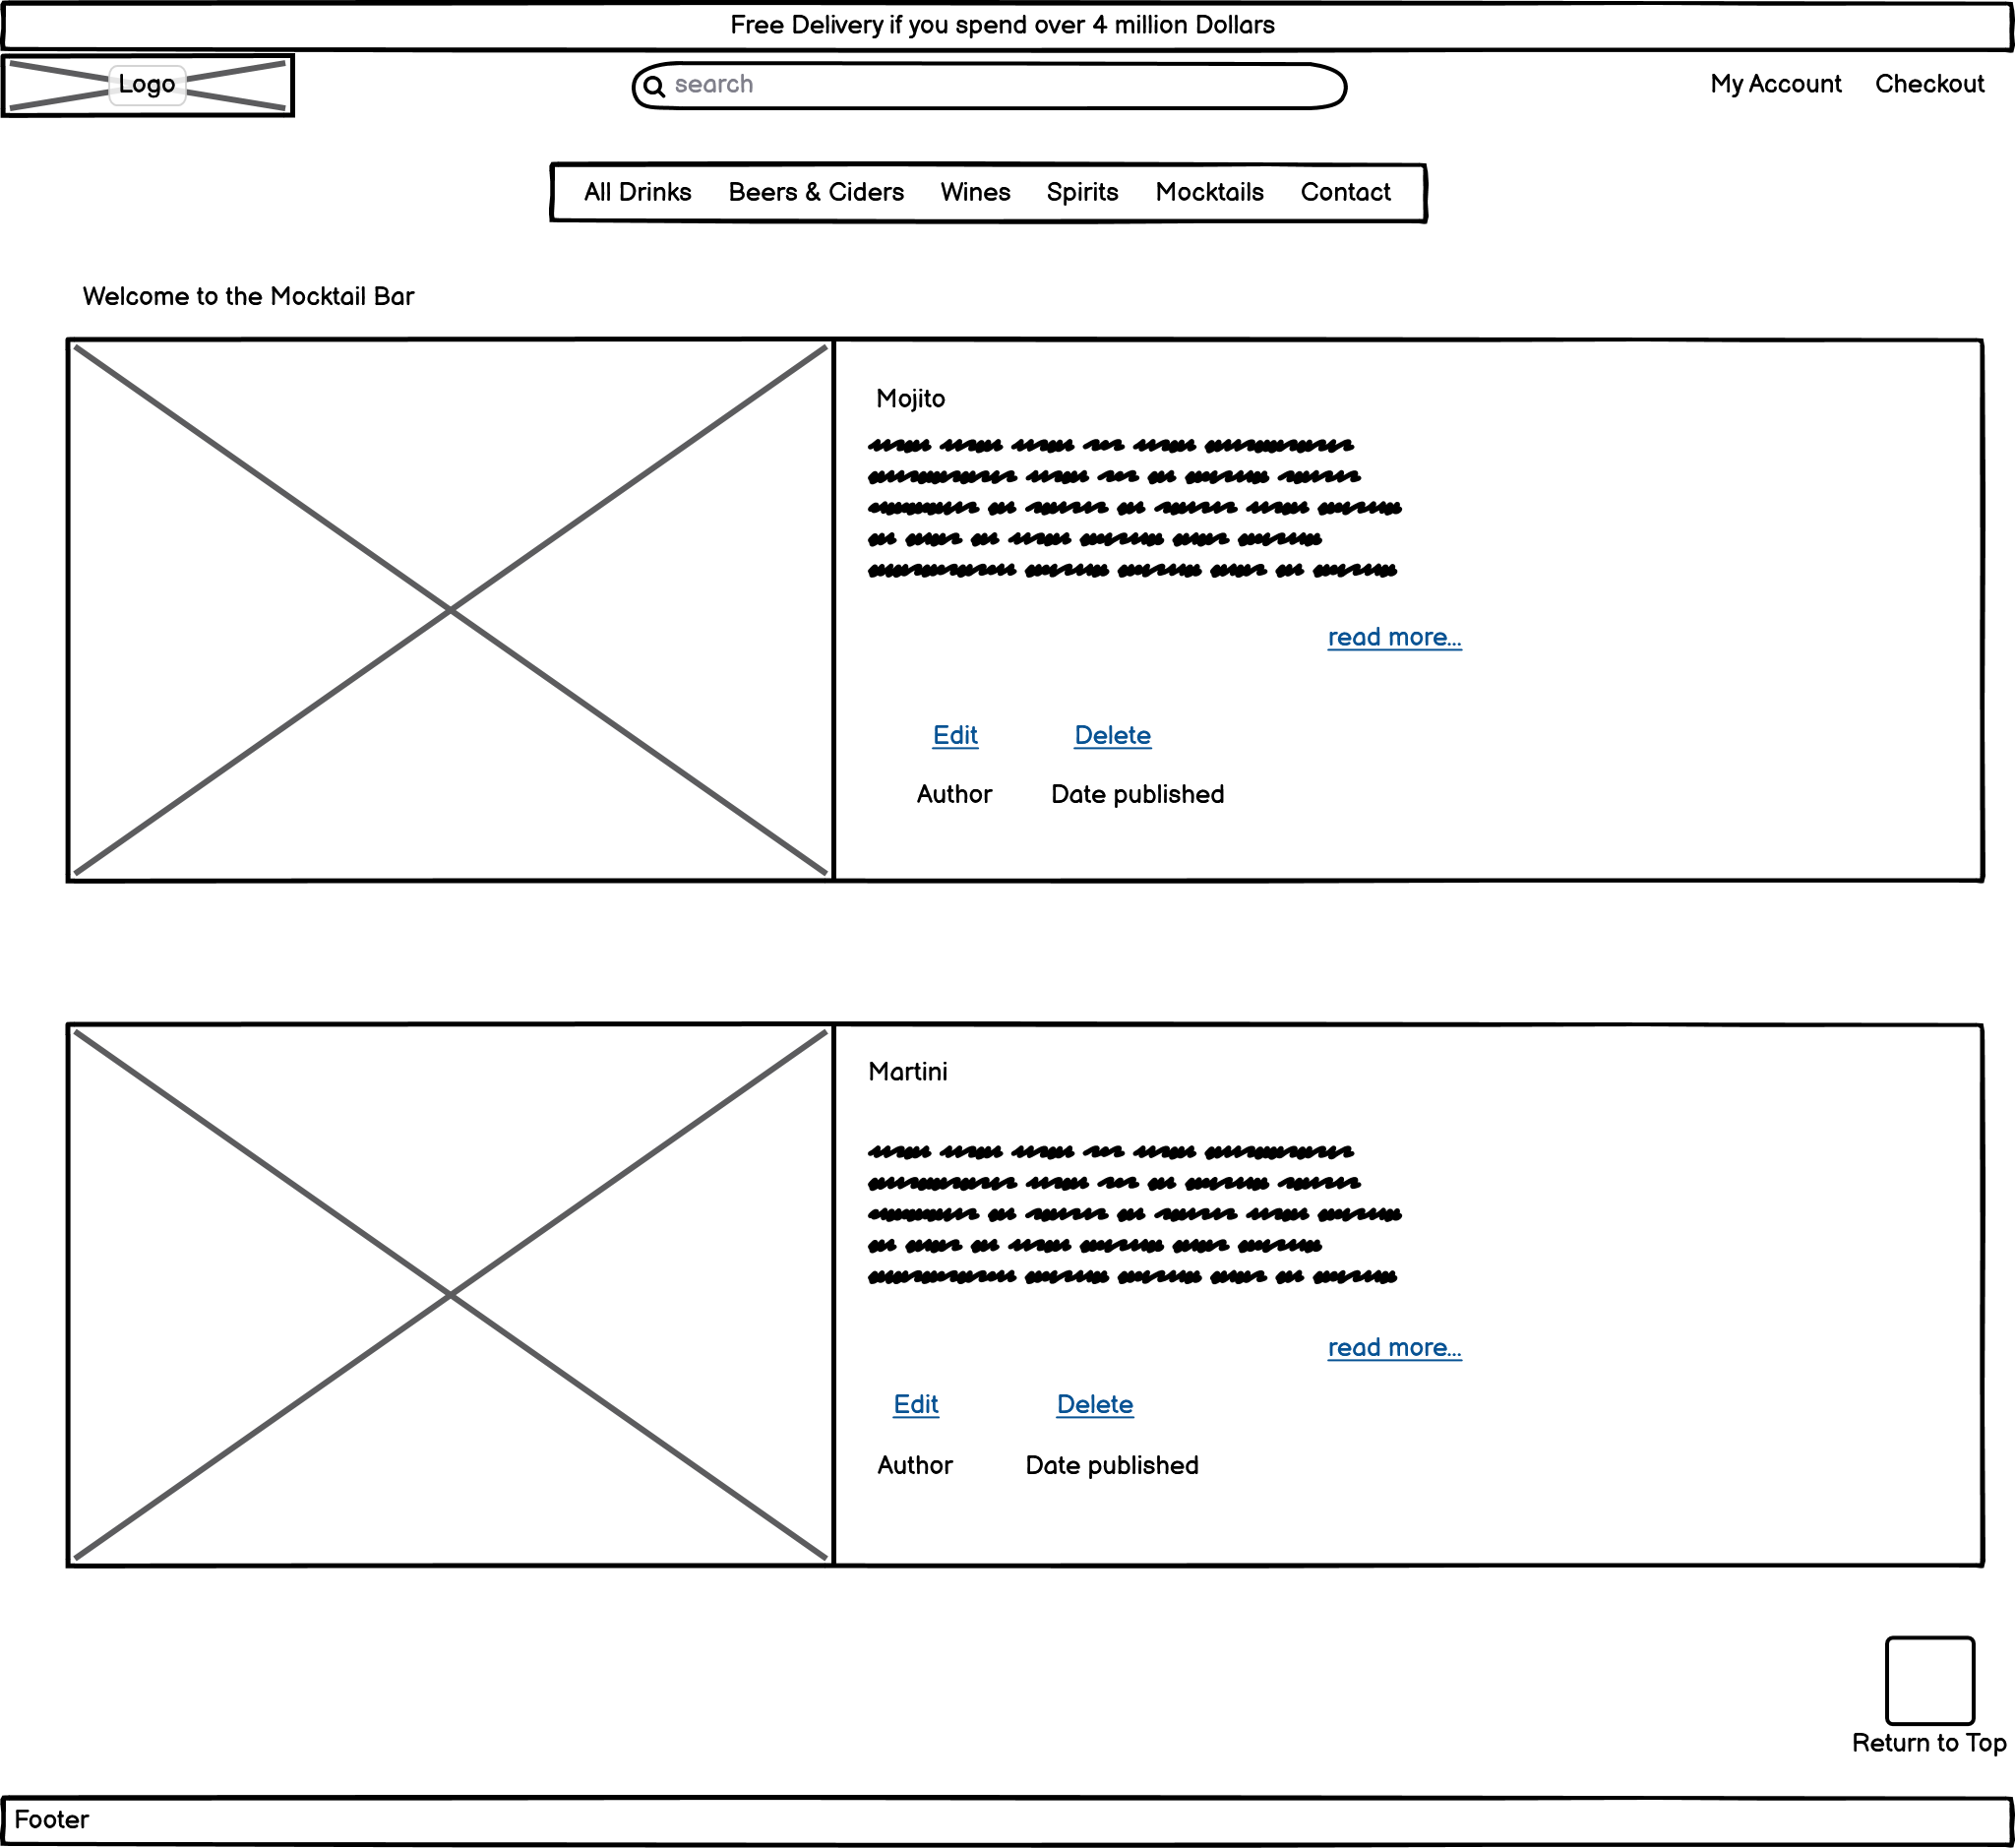 Free Delivery if you spend over 4 million Dollars
Logo
search
My Account Checkout
All Drinks Beers & Ciders Wines Spirits Mocktails Contact
Welcome to the Mocktail Bar
Mojito
read more...
Edit Delete
Author Date published
Martini
read more...
Edit Delete
Author Date published
Return to Top
Footer